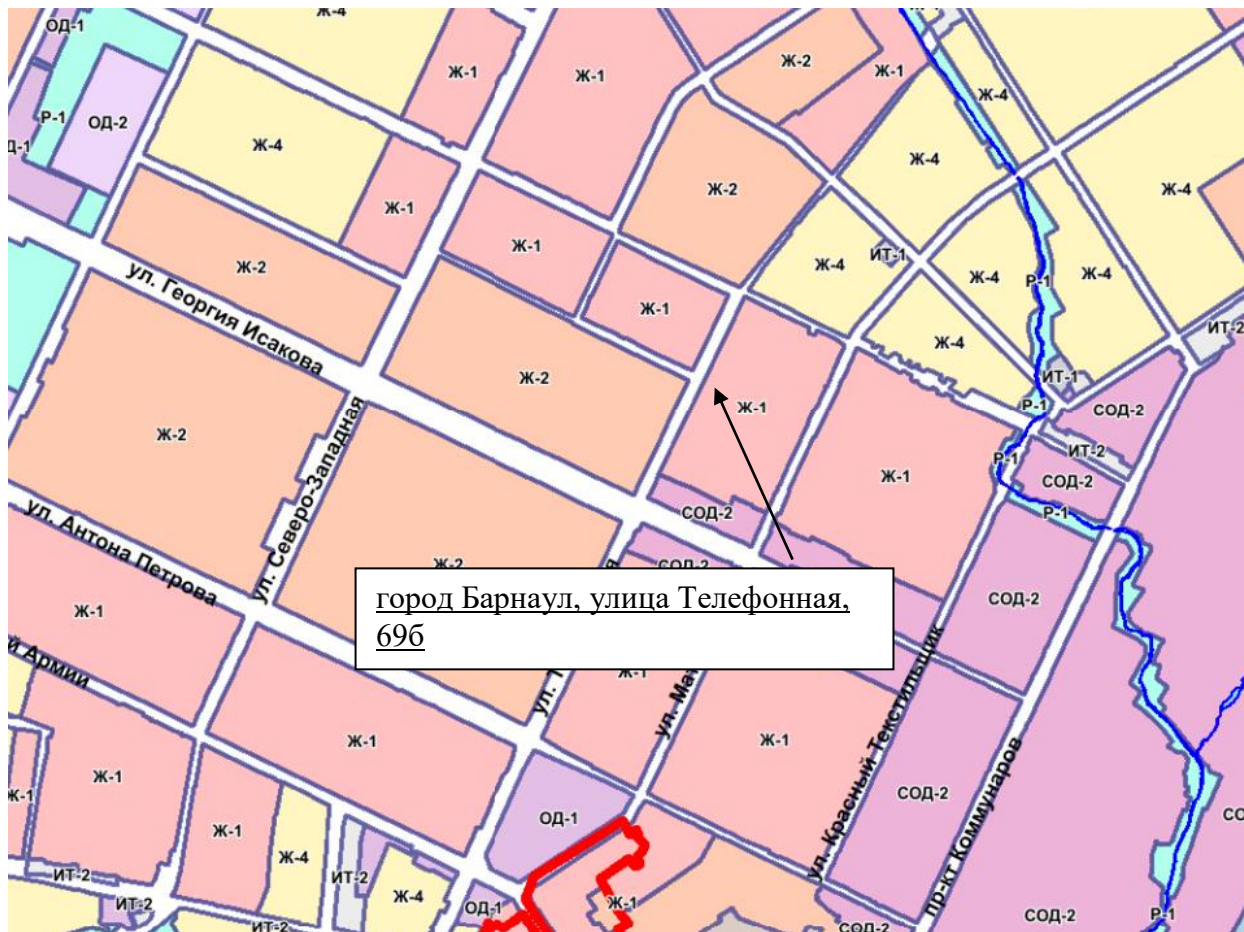 ОД-1
Ж-4
Ж-1
Ж-1
Ж-2
Ж-1
Р-1
ОД-2
Ж-4
Ж-4
Ж-4
Ж-4
Ж-1
Ж-2
Ж-1
Ж-2
Ж-4
ИТ-1
Р-1
Ж-4
ул. Георгия Исакова
Ж-1
Ж-4
ИТ-2
Ж-2
ИТ-1
Ж-1
Р-1
СОД-2
Ж-2
ул. Северо-Западная
Р-1
ИТ-2
Ж-1
СОД-2
ул. Антона Петрова
СОД-2
Р-1
Ж-2
СОД-2
город Барнаул, улица Телефонная,
69б
СОД-2
Ж-1
Армии
Ж-1
ул. Красный Текстильщик
Ж-1
Ж-1
пр-кт Коммунаров
Ж-1
Ж-1
СОД-2
ОД-1
Ж-1
Ж-4
ИТ-2
ИТ-2
Ж-4
ИТ-2
ОД-1
Ж-1
СОД-2
СОД-2
Р-1
ИТ-2